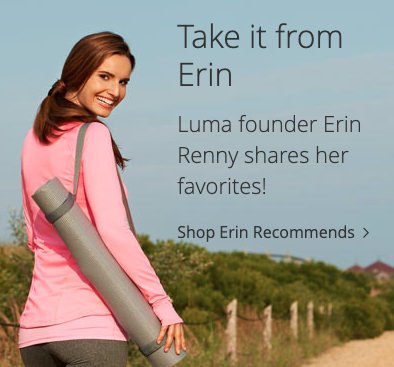 Take it from
Erin
Luma founder Erin
Renny shares her
favorites!
Shop Erin Recommends >